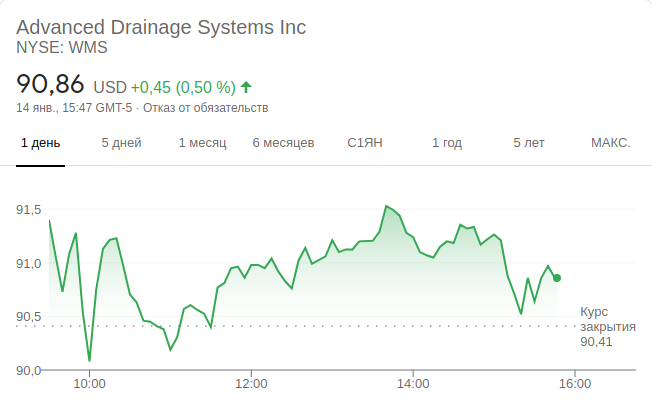 Advanced Drainage Systems Inc
NYSE: WMS
90,86 USD +0,45 (0,50 %)
14 янв., 15:47 GMT-5 · Отказ от обязательств
1 день 5 дней 1 месяц 6 месяцев С1ЯН 1 год 5 лет МАКС.
91,5
91,0
90,5
Курс
закрытия
90,41
90,0
10:00 12:00 14:00 16:00